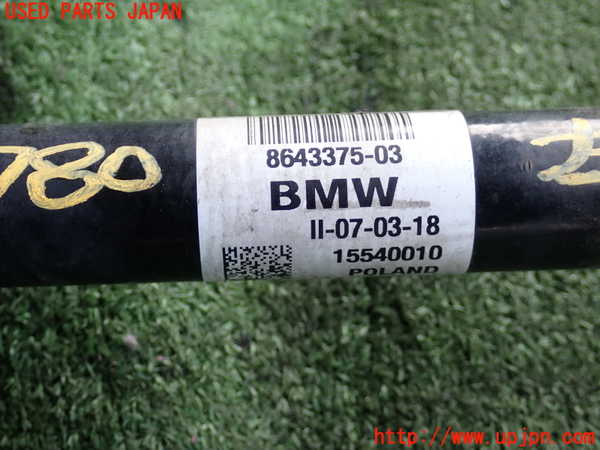 USED PARTS JAPAN
8643375-03
BMW
II-07-03-18
15540010
POLAND
780
http://www.upjpn.com/